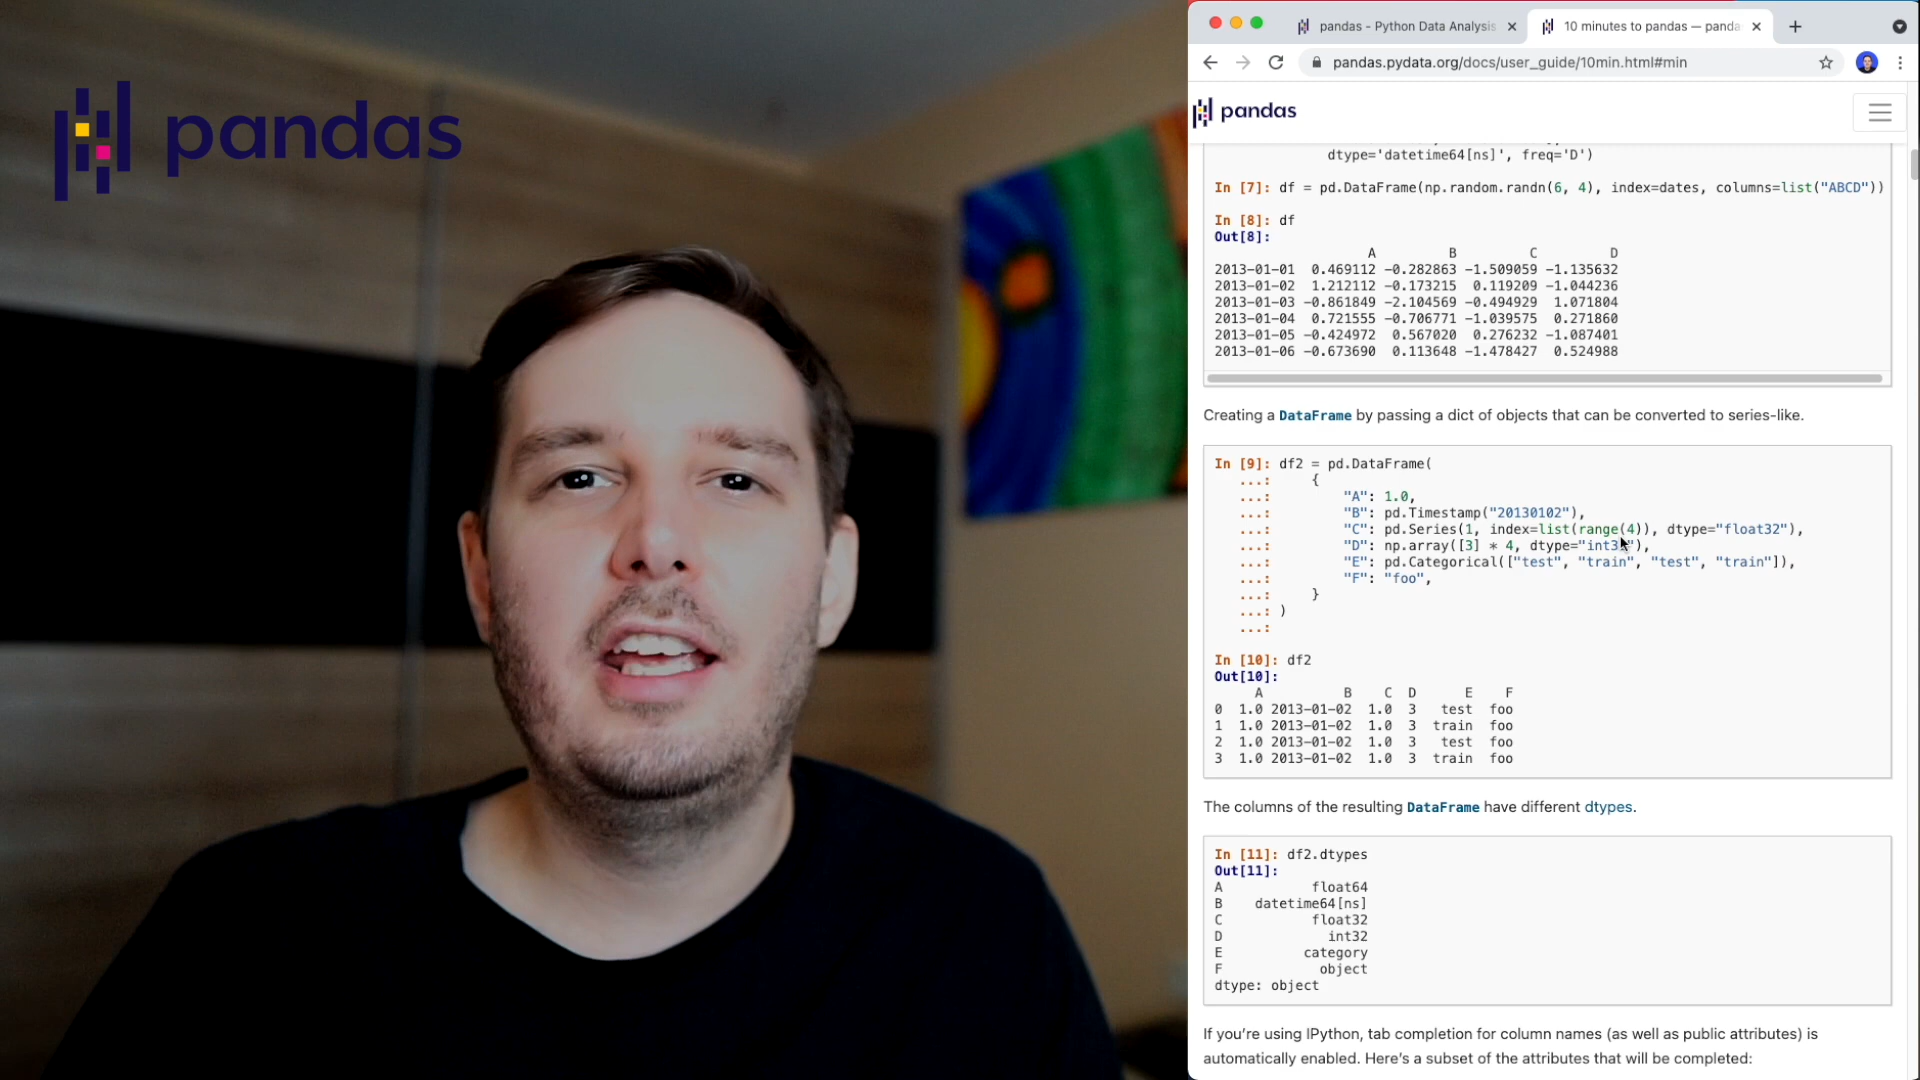 pandas
pandas - Python Data Analysis
10 minutes to pandas — panda
pandas.pydata.org/docs/user_guide/10min.html#min
pandas
dtype='datetime64[ns]', freq='D')
In [7]: df = pd.DataFrame(np.random.randn(6, 4), index=dates, columns=list("ABCD"))
In [8]: df
Out[8]:
A B C D
2013-01-01 0.469112 -0.282863 -1.509059 -1.135632
2013-01-02 1.212112 -0.173215 0.119209 -1.044236
2013-01-03 -0.861849 -2.104569 -0.494929 1.071804
2013-01-04 0.721555 -0.706771 -1.039575 0.271860
2013-01-05 -0.424972 0.567020 0.276232 -1.087401
2013-01-06 -0.673690 0.113648 -1.478427 0.524988
Creating a DataFrame by passing a dict of objects that can be converted to series-like.
In [9]: df2 = pd.DataFrame(
...: {
...: "A": 1.0,
...: "B": pd.Timestamp("20130102"),
...: "C": pd.Series(1, index=list(range(4)), dtype="float32"),
...: "D": np.array([3] * 4, dtype="int32"),
...: "E": pd.Categorical(["test", "train", "test", "train"]),
...: "F": "foo",
...: }
...: )
...:
In [10]: df2
Out[10]:
A B C D E F
0 1.0 2013-01-02 1.0 3 test foo
1 1.0 2013-01-02 1.0 3 train foo
2 1.0 2013-01-02 1.0 3 test foo
3 1.0 2013-01-02 1.0 3 train foo
The columns of the resulting DataFrame have different dtypes.
In [11]: df2.dtypes
Out[11]:
A float64
B datetime64[ns]
C float32
D int32
E category
F object
dtype: object
If you're using IPython, tab completion for column names (as well as public attributes) is
automatically enabled. Here's a subset of the attributes that will be completed: